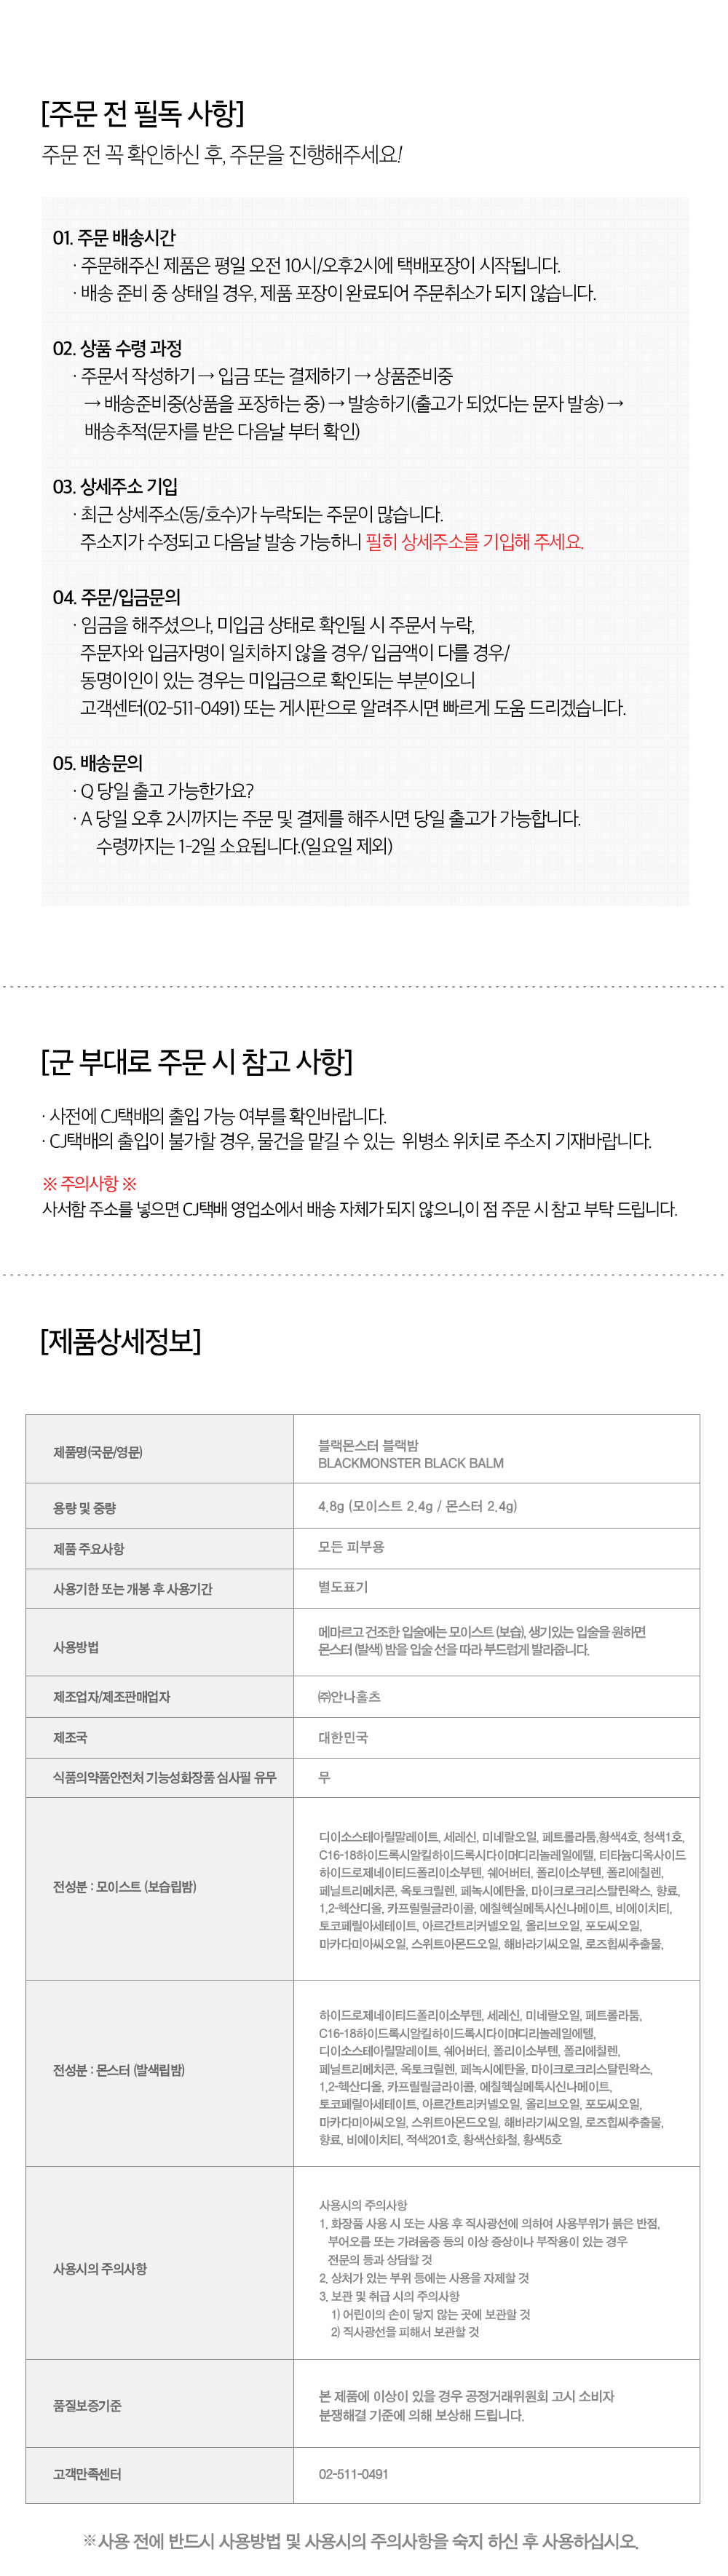 [주문 전 필독 사항]
주문 전 꼭 확인하신 후, 주문을 진행해주세요!
01. 주문 배송시간
· 주문해주신 제품은 평일 오전 10시/오후2시에 택배포장이 시작됩니다.
· 배송 준비 중 상태일 경우, 제품 포장이 완료되어 주문취소가 되지 않습니다.
02. 상품 수령 과정
· 주문서 작성하기 → 입금 또는 결제하기 → 상품준비중
→ 배송준비중(상품을 포장하는 중) → 발송하기(출고가 되었다는 문자 발송) →
배송추적(문자를 받은 다음날 부터 확인)
03. 상세주소 기입
· 최근 상세주소(동/호수)가 누락되는 주문이 많습니다.
주소지가 수정되고 다음날 발송 가능하니 필히 상세주소를 기입해 주세요.
04. 주문/입금문의
· 임금을 해주셨으나, 미입금 상태로 확인될 시 주문서 누락,
주문자와 입금자명이 일치하지 않을 경우/ 입금액이 다를 경우/
동명이인이 있는 경우는 미입금으로 확인되는 부분이오니
고객센터(02-511-0491) 또는 게시판으로 알려주시면 빠르게 도움 드리겠습니다.
05. 배송문의
· Q 당일 출고 가능한가요?
· A 당일 오후 2시까지는 주문 및 결제를 해주시면 당일 출고가 가능합니다.
수령까지는 1-2일 소요됩니다.(일요일 제외)
[군 부대로 주문 시 참고 사항]
· 사전에 CJ택배의 출입 가능 여부를 확인바랍니다.
· CJ택배의 출입이 불가할 경우, 물건을 맡길 수 있는 위병소 위치로 주소지 기재바랍니다.
※ 주의사항 ※
사서함 주소를 넣으면 CJ택배 영업소에서 배송 자체가 되지 않으니,이 점 주문 시 참고 부탁 드립니다.
[제품상세정보]
제품명(국문/영문)
블랙몬스터 블랙밤
BLACKMONSTER BLACK BALM
용량 및 중량
4.8g (모이스트 2.4g / 몬스터 2.4g)
제품 주요사항
모든 피부용
사용기한 또는 개봉 후 사용기간
별도표기
사용방법
메마르고 건조한 입술에는 모이스트 (보습), 생기있는 입술을 원하면
몬스터 (발색) 밤을 입술 선을 따라 부드럽게 발라줍니다.
제조업자/제조판매업자
㈜안나홀츠
제조국
대한민국
식품의약품안전처 기능성화장품 심사필 유무
무
전성분 : 모이스트 (보습립밤)
디이소스테아릴말레이트, 세레신, 미네랄오일, 페트롤라툼,황색4호, 청색1호,
C16-18하이드록시알킬하이드록시다이머디리놀레일에텔, 티타늄디옥사이드
하이드로제네이티드폴리이소부텐, 쉐어버터, 폴리이소부텐, 폴리에칠렌,
페닐트리메치콘, 옥토크릴렌, 페녹시에탄올, 마이크로크리스탈린왁스, 향료,
1,2-헥산디올, 카프릴릴글라이콜, 에칠헥실메톡시신나메이트, 비에이치티,
토코페릴아세테이트, 아르간트리커넬오일, 올리브오일, 포도씨오일,
마카다미아씨오일, 스위트아몬드오일, 해바라기씨오일, 로즈힙씨추출물,
전성분 : 몬스터 (발색립밤)
하이드로제네이티드폴리이소부텐, 세레신, 미네랄오일, 페트롤라툼,
C16-18하이드록시알킬하이드록시다이머디리놀레일에텔,
디이소스테아릴말레이트, 쉐어버터, 폴리이소부텐, 폴리에칠렌,
페닐트리메치콘, 옥토크릴렌, 페녹시에탄올, 마이크로크리스탈린왁스,
1,2-헥산디올, 카프릴릴글라이콜, 에칠헥실메톡시신나메이트,
토코페릴아세테이트, 아르간트리커넬오일, 올리브오일, 포도씨오일,
마카다미아씨오일, 스위트아몬드오일, 해바라기씨오일, 로즈힙씨추출물,
향료, 비에이치티, 적색201호, 황색산화철, 황색5호
사용시의 주의사항
사용시의 주의사항
1. 화장품 사용 시 또는 사용 후 직사광선에 의하여 사용부위가 붉은 반점,
부어오름 또는 가려움증 등의 이상 증상이나 부작용이 있는 경우
전문의 등과 상담할 것
2. 상처가 있는 부위 등에는 사용을 자제할 것
3. 보관 및 취급 시의 주의사항
1) 어린이의 손이 닿지 않는 곳에 보관할 것
2) 직사광선을 피해서 보관할 것
품질보증기준
본 제품에 이상이 있을 경우 공정거래위원회 고시 소비자
분쟁해결 기준에 의해 보상해 드립니다.
고객만족센터
02-511-0491
※사용 전에 반드시 사용방법 및 사용시의 주의사항을 숙지 하신 후 사용하십시오.